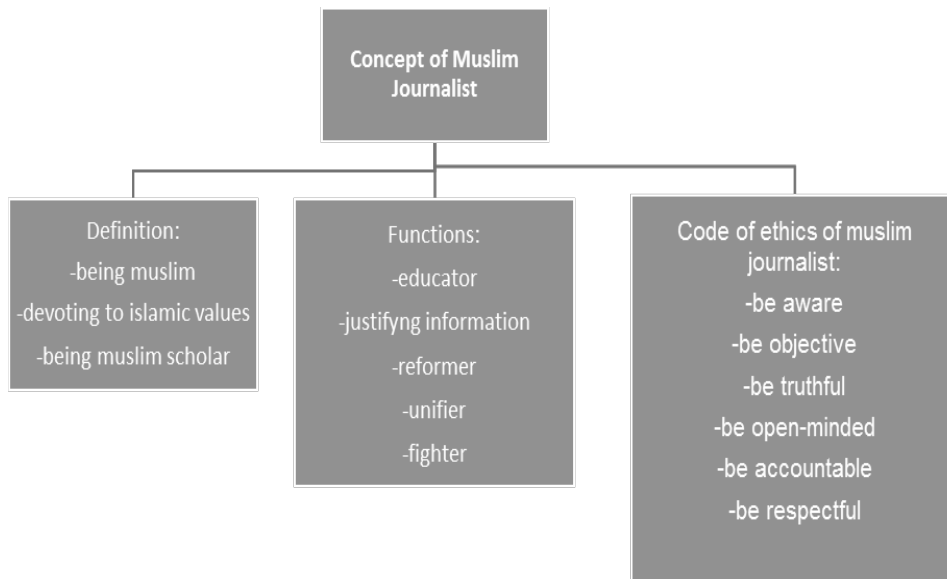 Concept of Muslim
Journalist
Definition:
-being muslim
-devoting to islamic values
-being muslim scholar
Functions:
-educator
-justifyng information
-reformer
-unifier
-fighter
Code of ethics of muslim
journalist:
-be aware
-be objective
-be truthful
-be open-minded
-be accountable
-be respectful